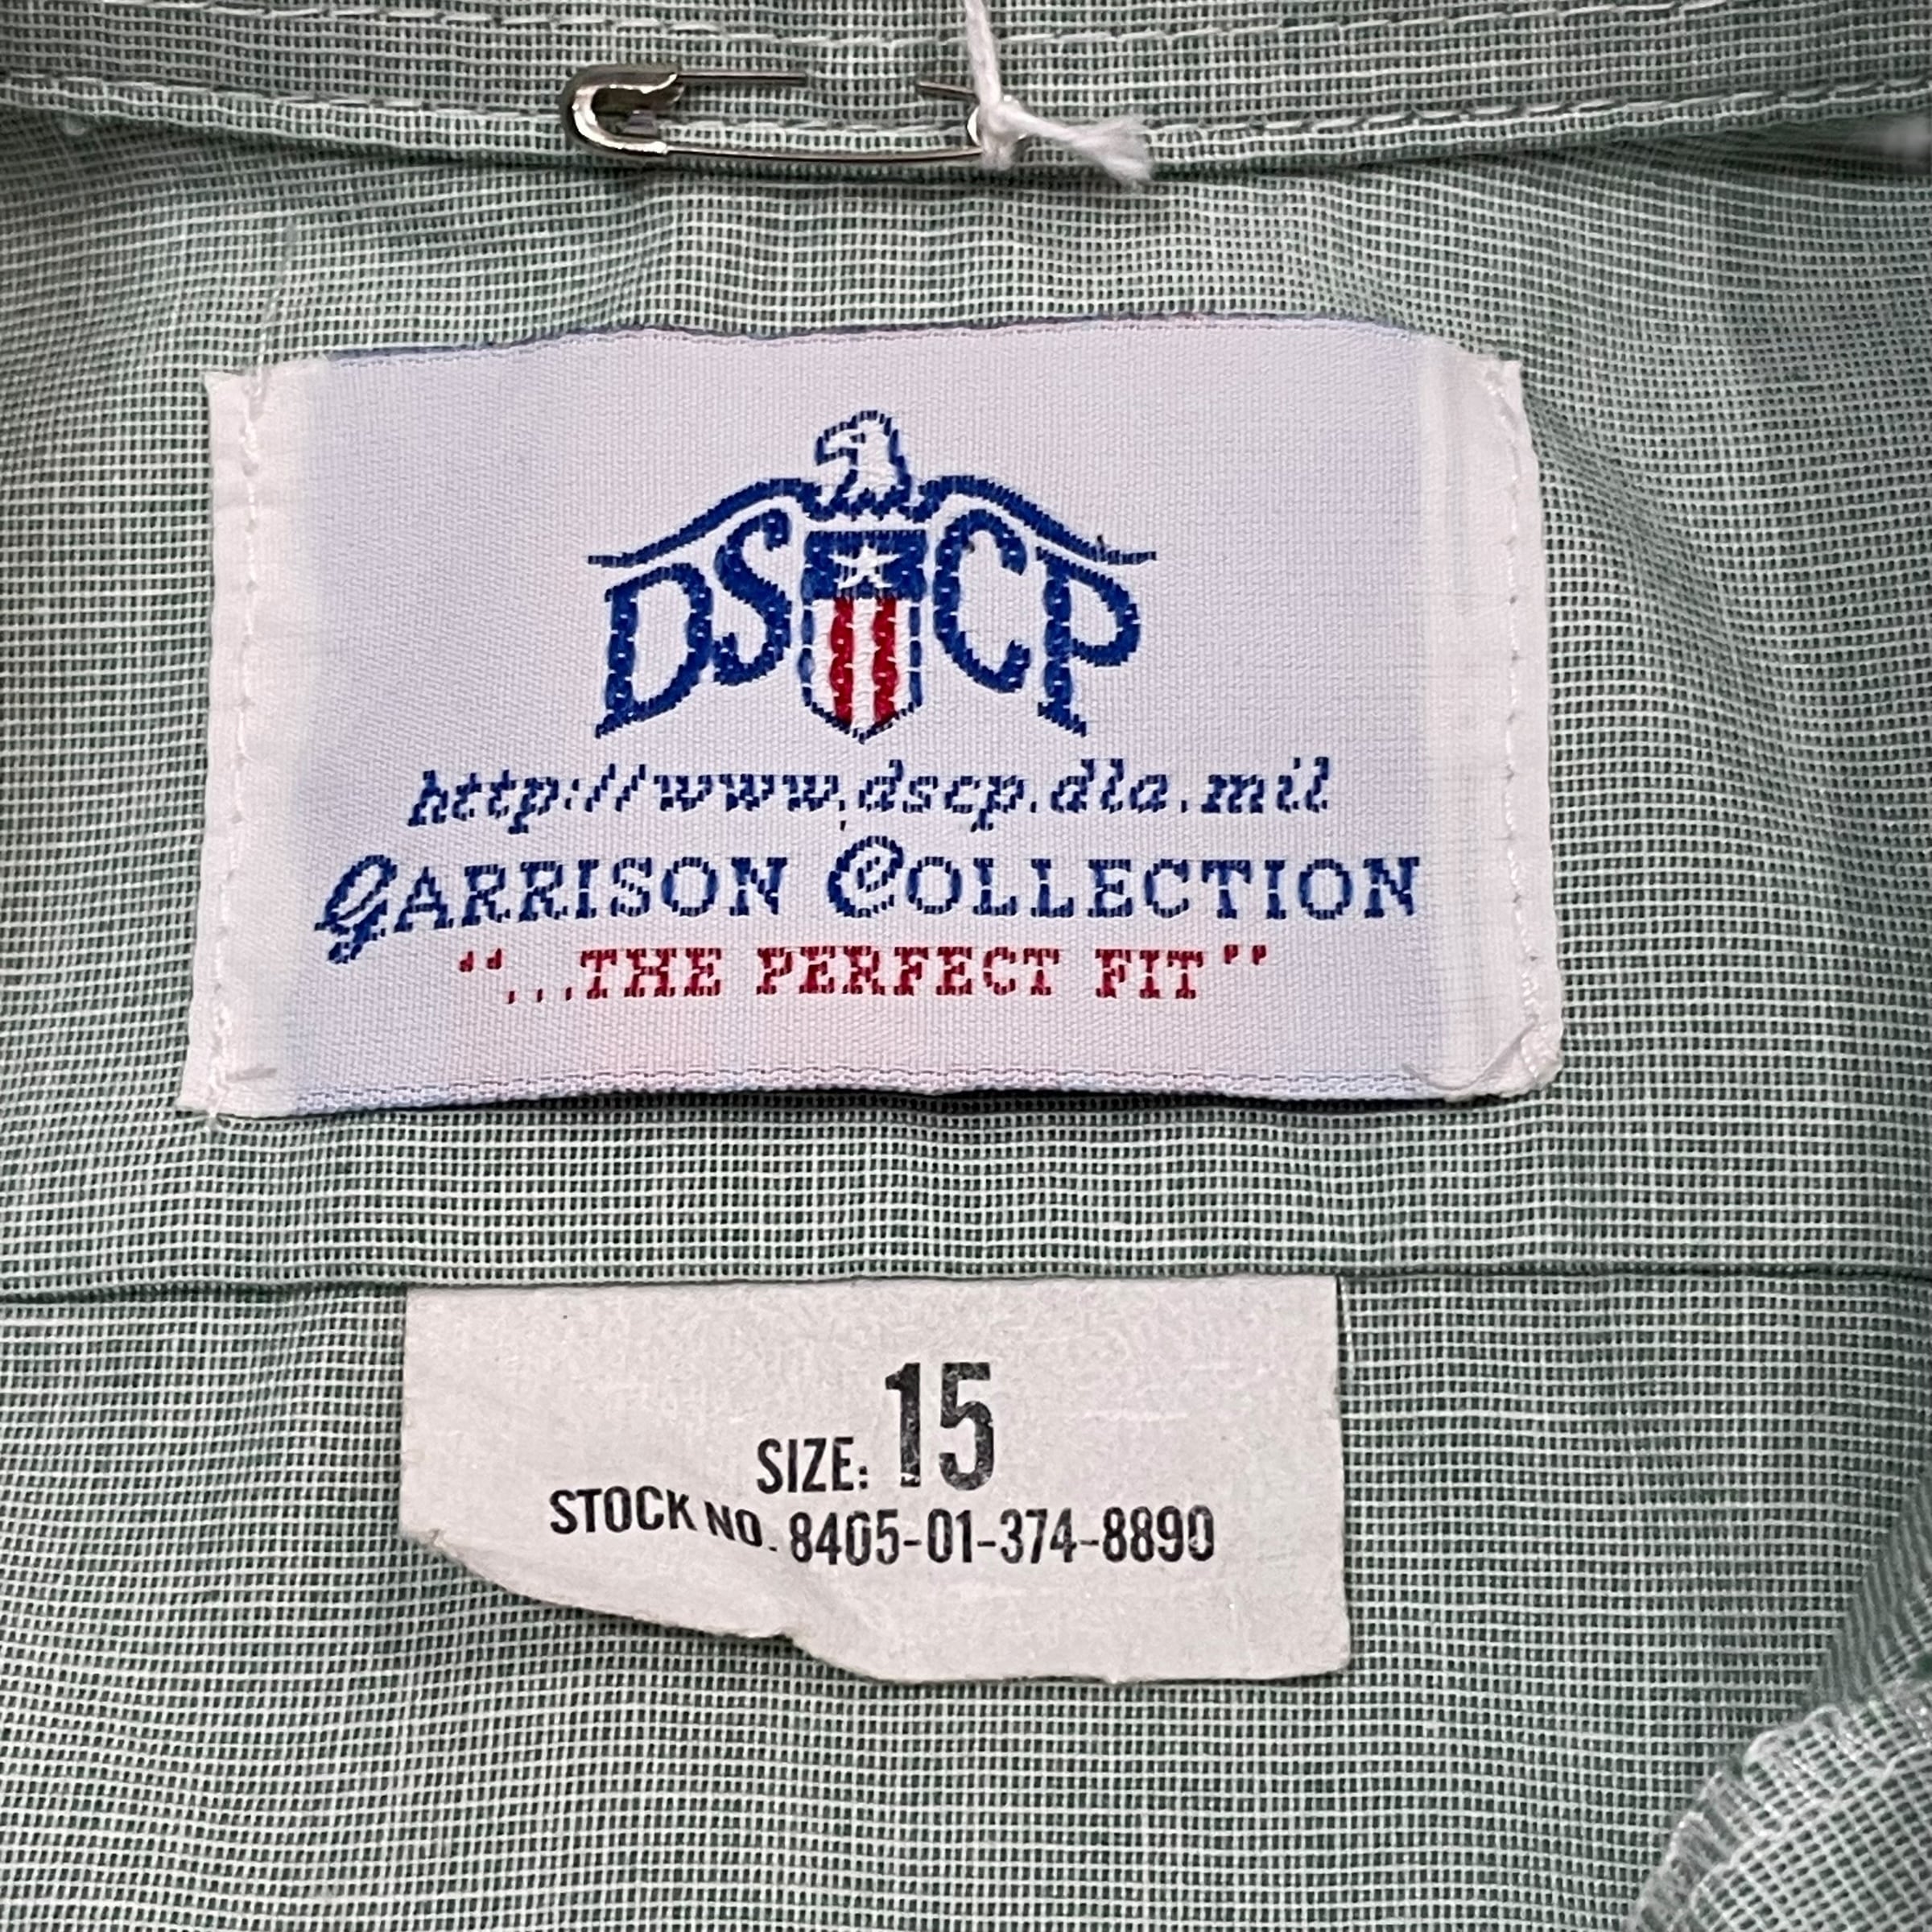 DSCP
http://www.dscp.dla.mil
GARRISON COLLECTION
"...THE PERFECT FIT"
SIZE: 15
STOCK NO. 8405-01-374-8890